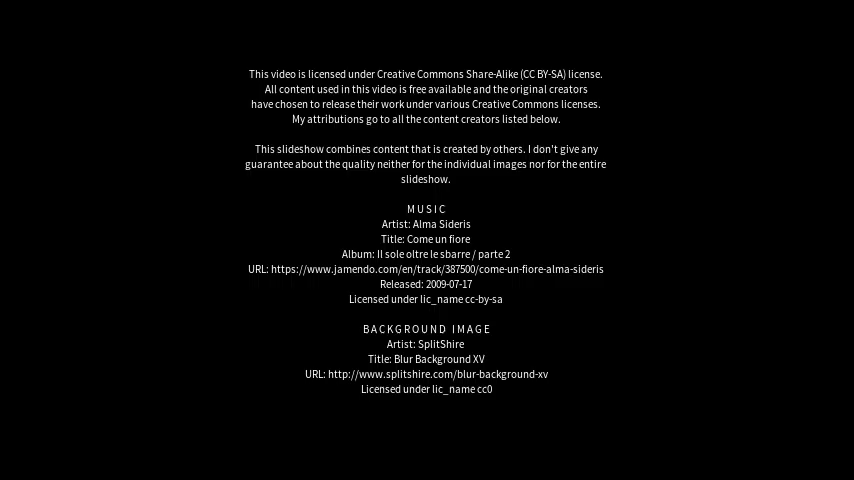 This video is licensed under Creative Commons Share-Alike (CC BY-SA) license.
All content used in this video is free available and the original creators
have chosen to release their work under various Creative Commons licenses.
My attributions go to all the content creators listed below.
This slideshow combines content that is created by others. I don't give any
guarantee about the quality neither for the individual images nor for the entire
slideshow.
M U S I C
Artist: Alma Sideris
Title: Come un fiore
Album: Il sole oltre le sbarre / parte 2
URL: https://www.jamendo.com/en/track/387500/come-un-fiore-alma-sideris
Released: 2009-07-17
Licensed under lic_name cc-by-sa
B A C K G R O U N D   I M A G E
Artist: SplitShire
Title: Blur Background XV
URL: http://www.splitshire.com/blur-background-xv
Licensed under lic_name cc0